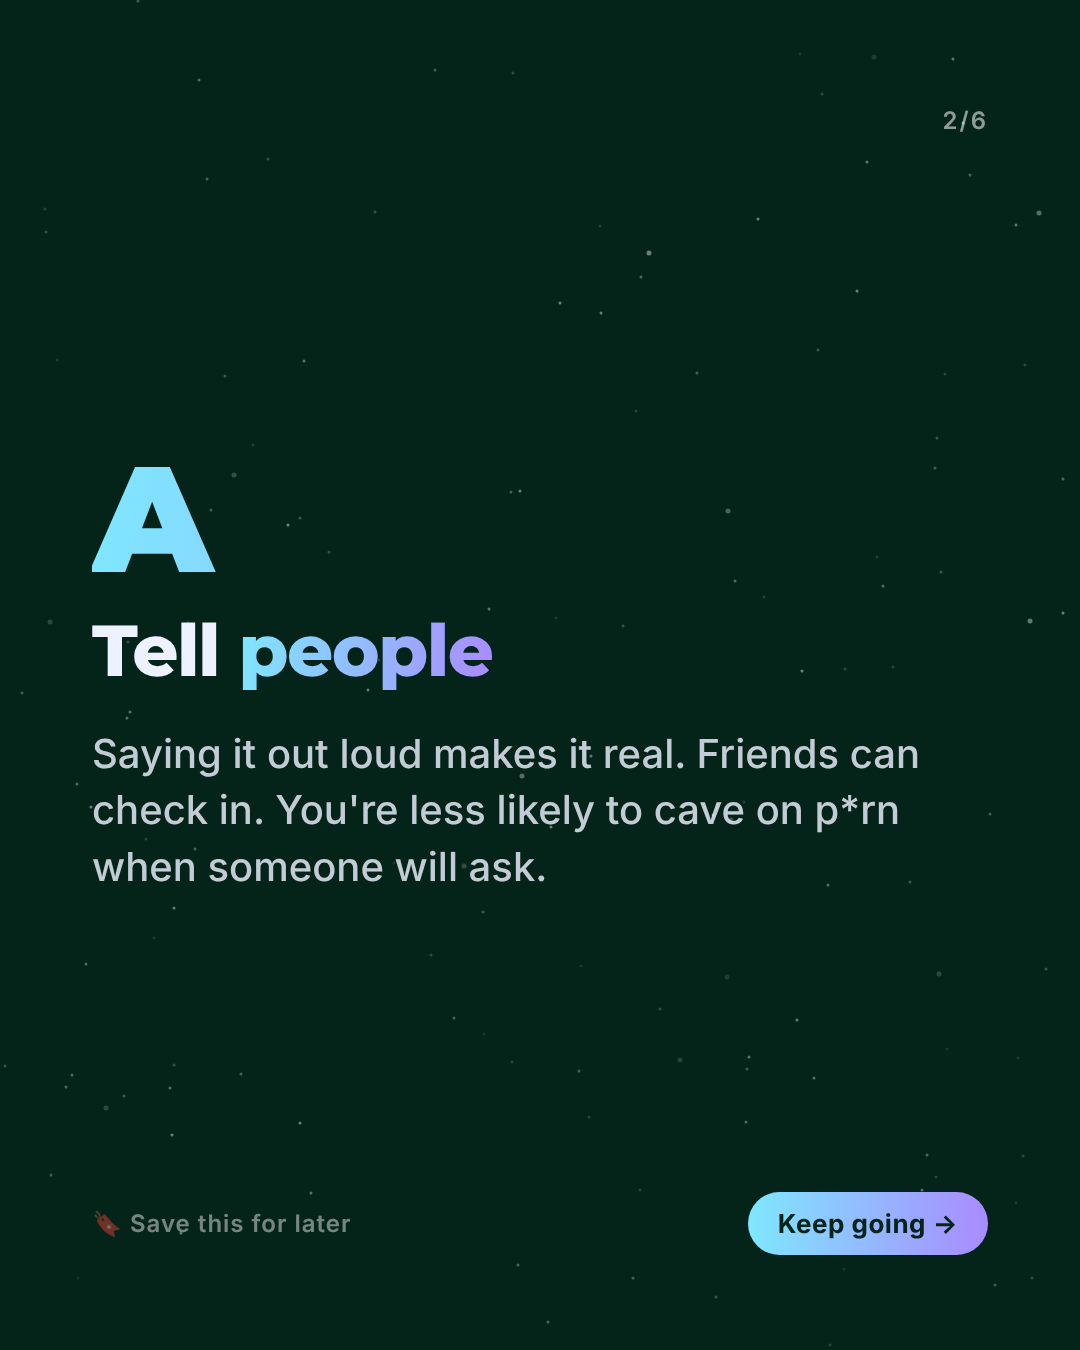 2/6
A
Tell people
Saying it out loud makes it real. Friends can
check in. You're less likely to cave on p*rn
when someone will ask.
🔖 Save this for later
Keep going →